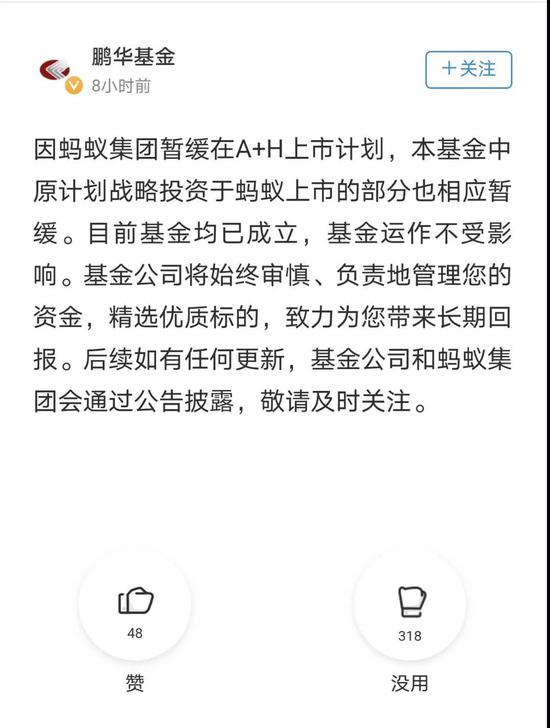 鹏华基金
8小时前
＋关注
因蚂蚁集团暂缓在A+H上市计划，本基金中
原计划战略投资于蚂蚁上市的部分也相应暂
缓。目前基金均已成立，基金运作不受影
响。基金公司将始终审慎、负责地管理您的
资金，精选优质标的，致力为您带来长期回
报。后续如有任何更新，基金公司和蚂蚁集
团会通过公告披露，敬请及时关注。
48
318
赞
没用